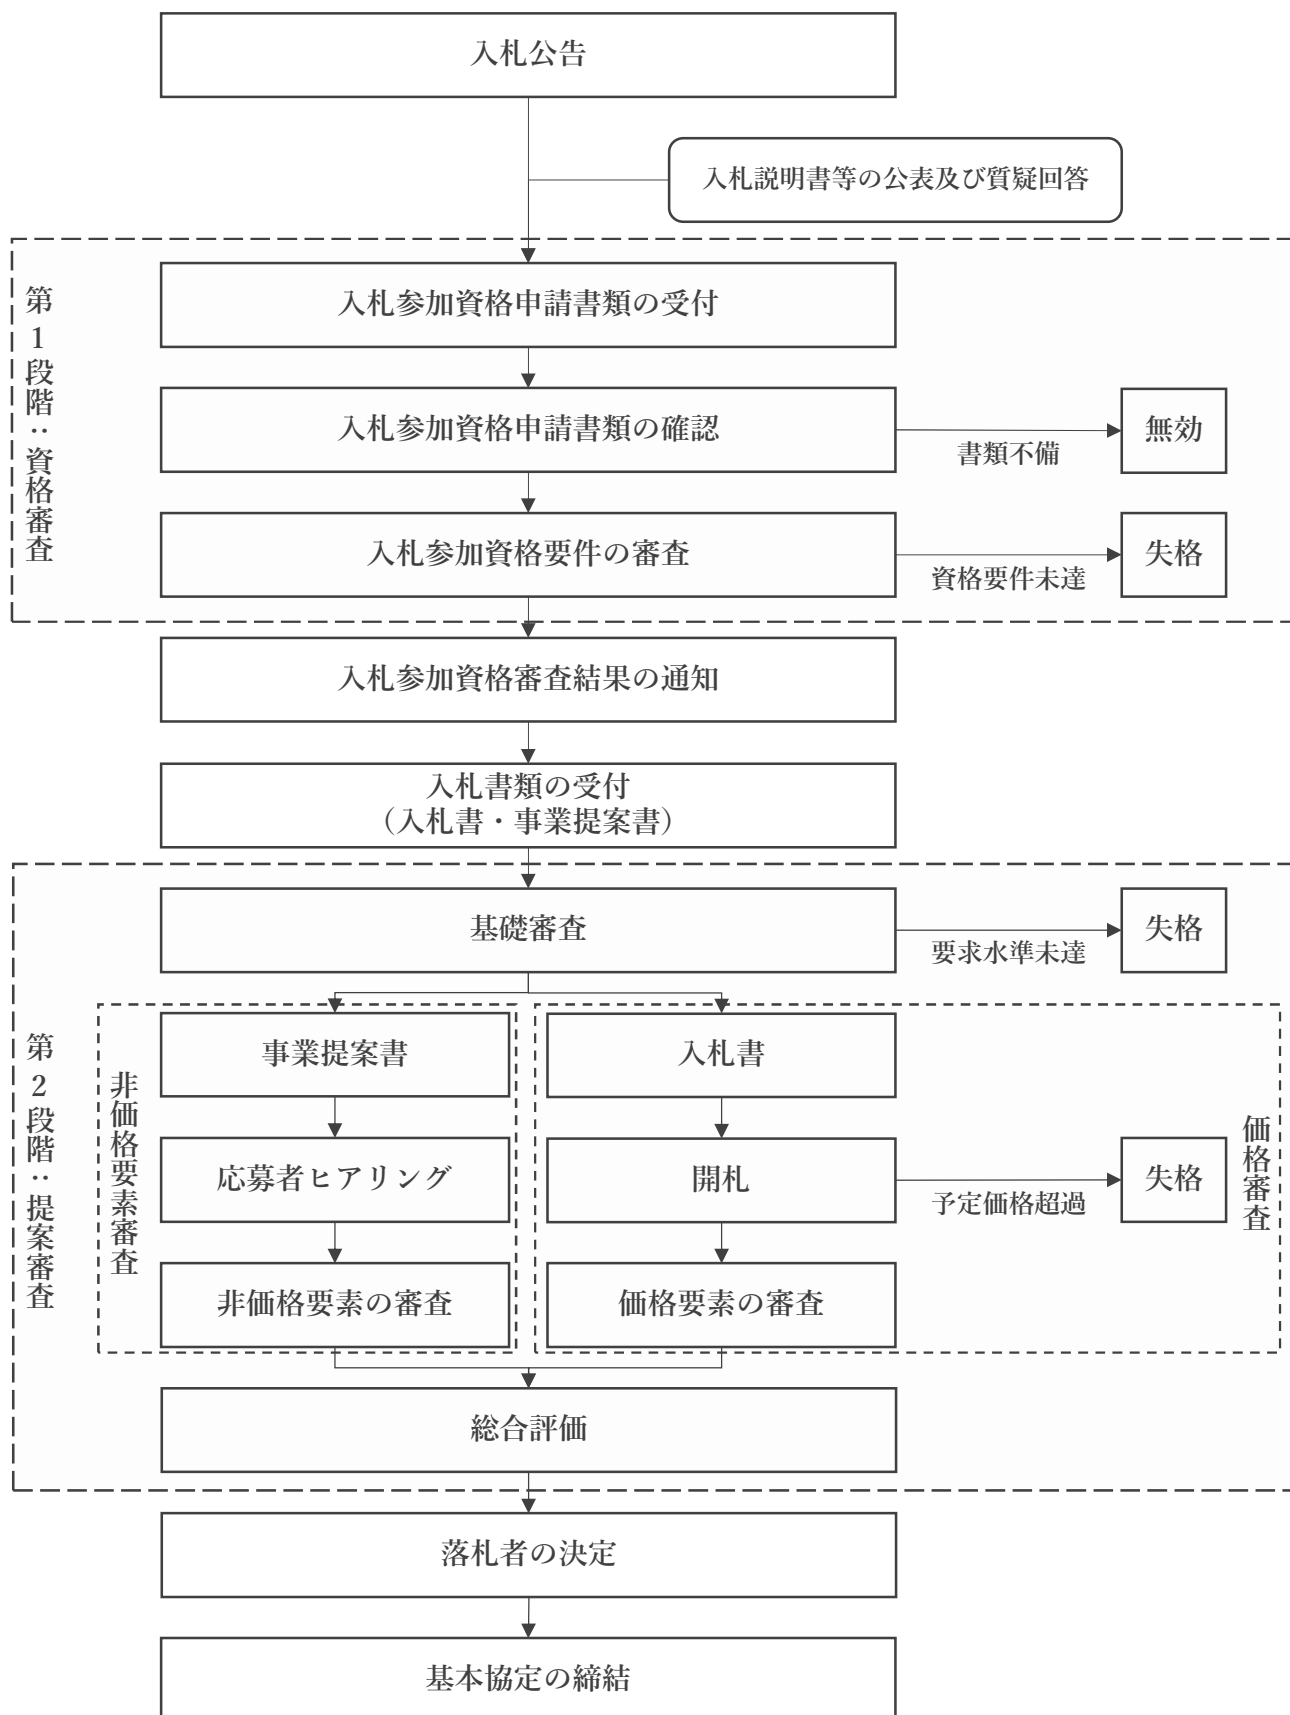 入札公告
入札説明書等の公表及び質疑回答
第1段階：資格審査
入札参加資格申請書類の受付
入札参加資格申請書類の確認
書類不備
無効
入札参加資格要件の審査
資格要件未達
失格
入札参加資格審査結果の通知
入札書類の受付
（入札書・事業提案書）
第2段階：提案審査
基礎審査
要求水準未達
失格
非価格要素審査
事業提案書
応募者ヒアリング
非価格要素の審査
価格審査
入札書
開札
予定価格超過
失格
価格要素の審査
総合評価
落札者の決定
基本協定の締結